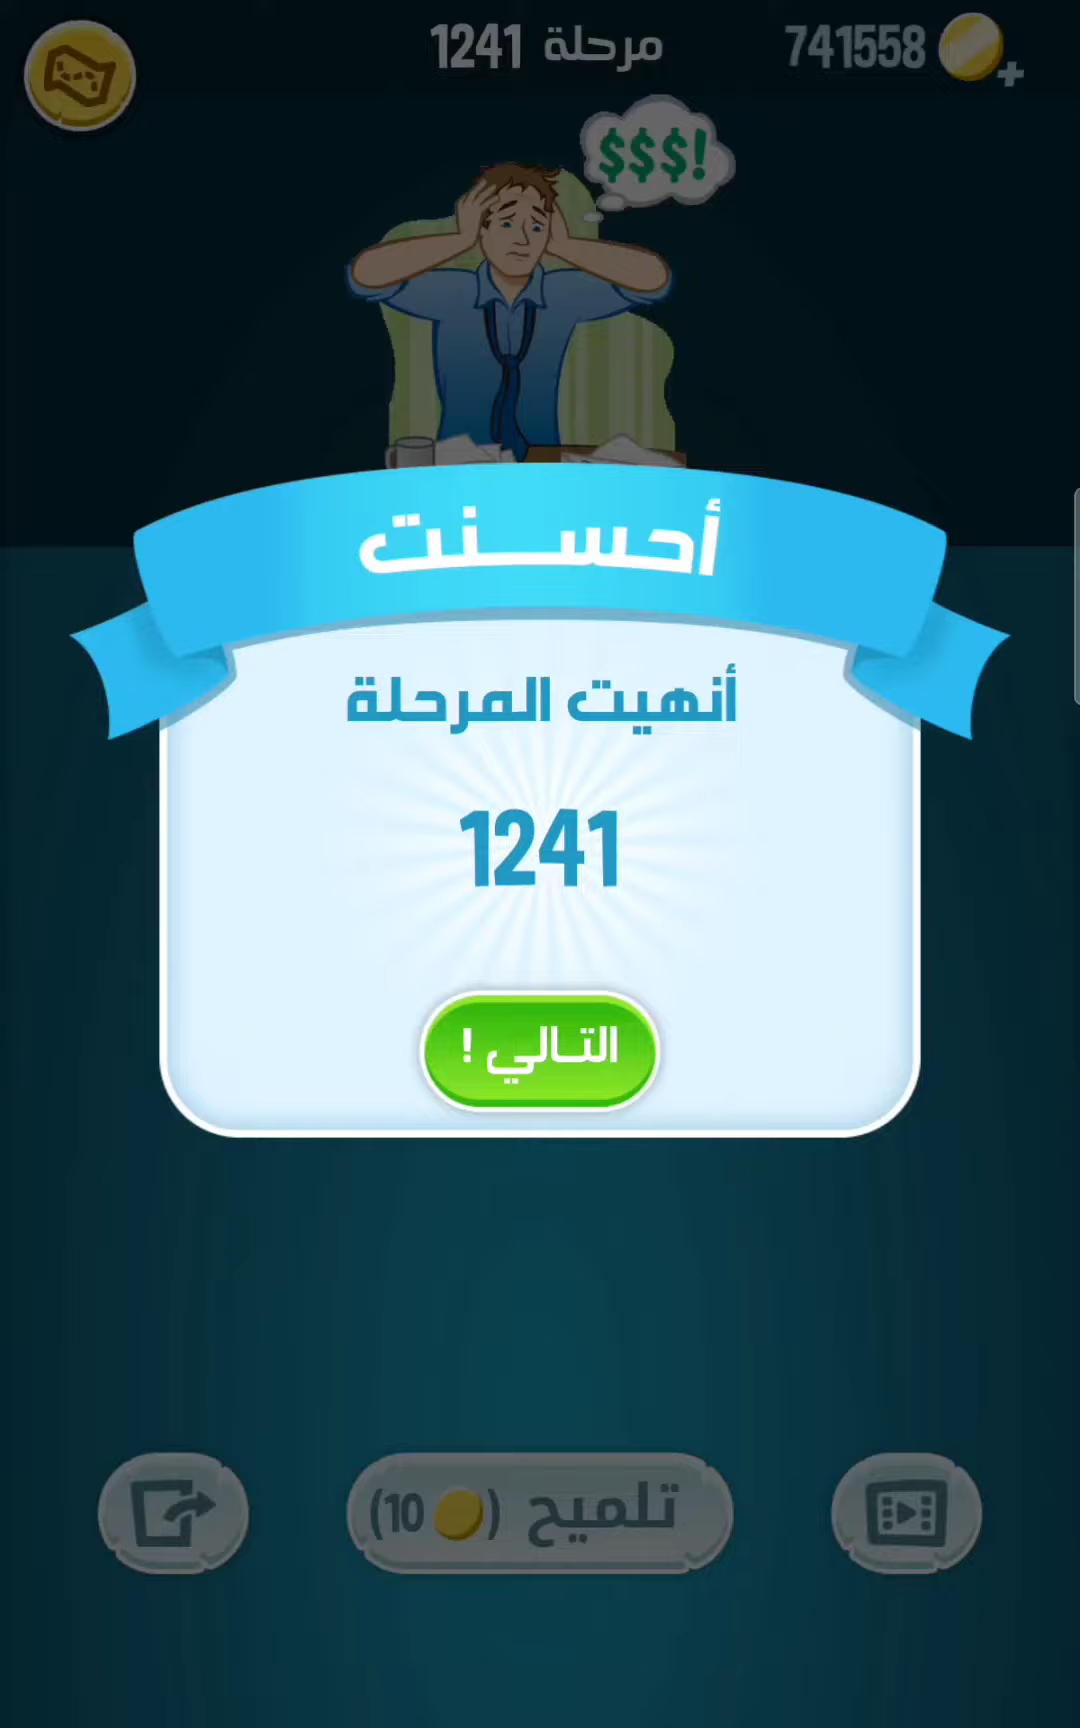 مرحلة 1241
741558
$$$!
أحسنت
أنهيت المرحلة
1241
التالي !
تلميح (10)